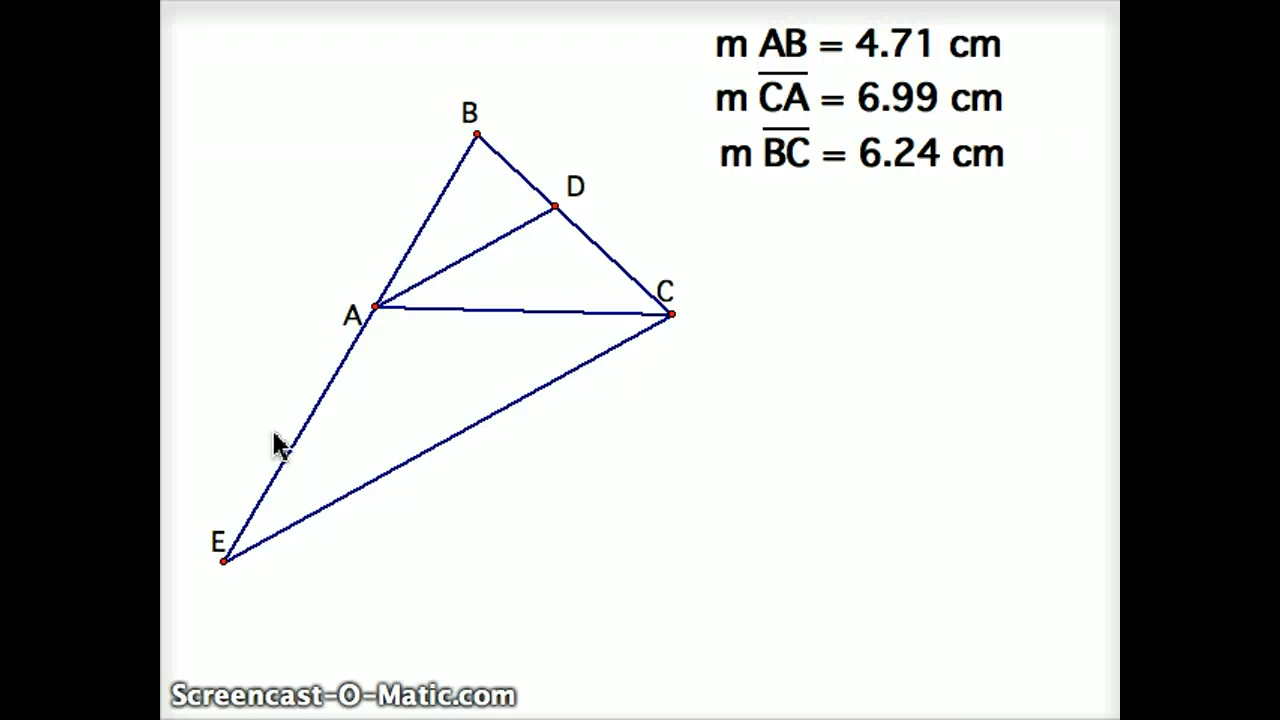 m AB = 4.71 cm
m CA = 6.99 cm
m BC = 6.24 cm
B
D
C
A
E
Screencast-O-Matic.com